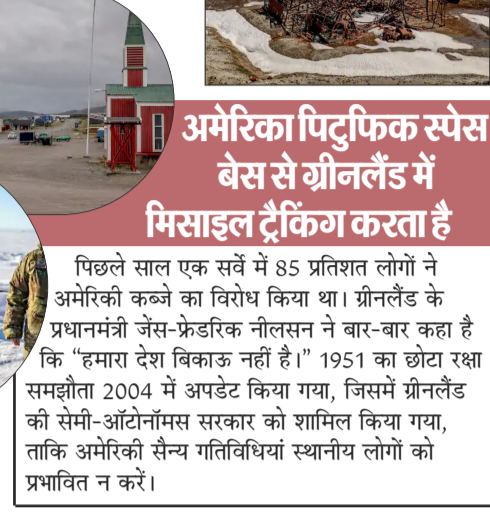 अमेरिका पिटुफिक स्पेस
बेस से ग्रीनलैंड में
मिसाइल ट्रैकिंग करता है
पिछले साल एक सर्वे में 85 प्रतिशत लोगों ने
अमेरिकी कब्जे का विरोध किया था। ग्रीनलैंड के
प्रधानमंत्री जेंस-फ्रेडरिक नीलसन ने बार-बार कहा है
कि “हमारा देश बिकाऊ नहीं है।” 1951 का छोटा रक्षा
समझौता 2004 में अपडेट किया गया, जिसमें ग्रीनलैंड
की सेमी-ऑटोनॉमस सरकार को शामिल किया गया,
ताकि अमेरिकी सैन्य गतिविधियां स्थानीय लोगों को
प्रभावित न करें।